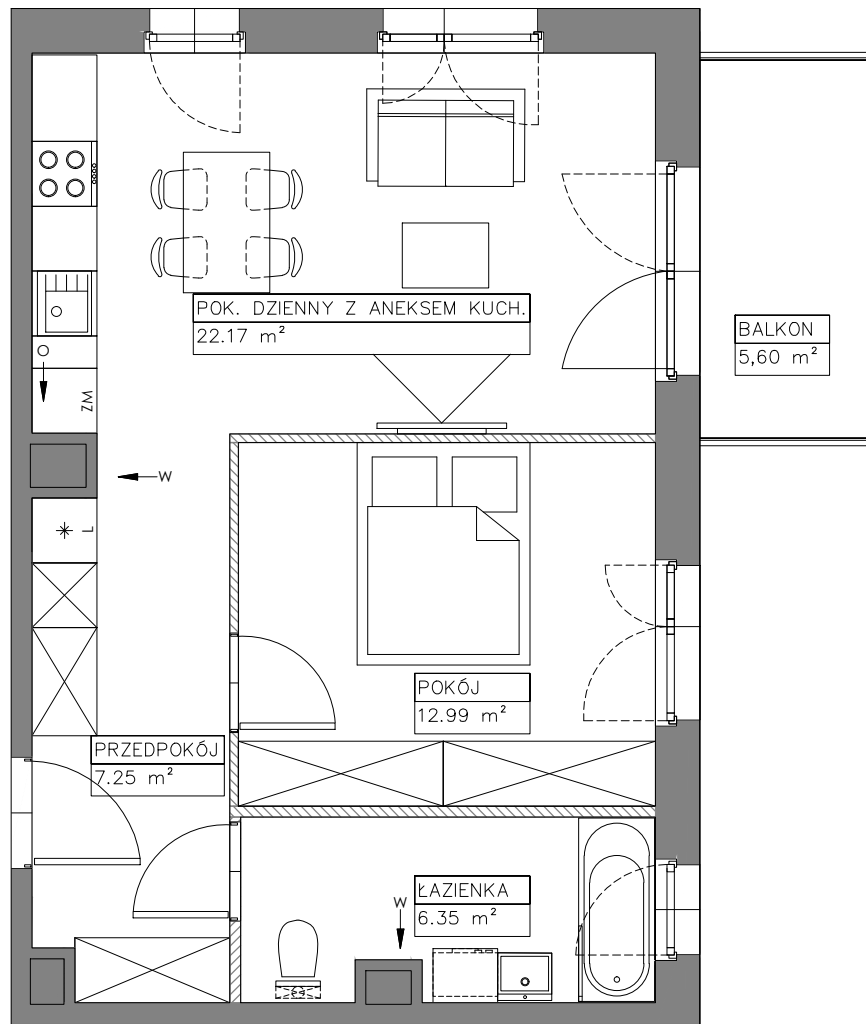 POK. DZIENNY Z ANEKSEM KUCH.
22.17 m²
BALKON
5,60 m²
ZM
W
L
POKÓJ
12.99 m²
PRZEDPOKÓJ
7.25 m²
ŁAZIENKA
6.35 m²
W